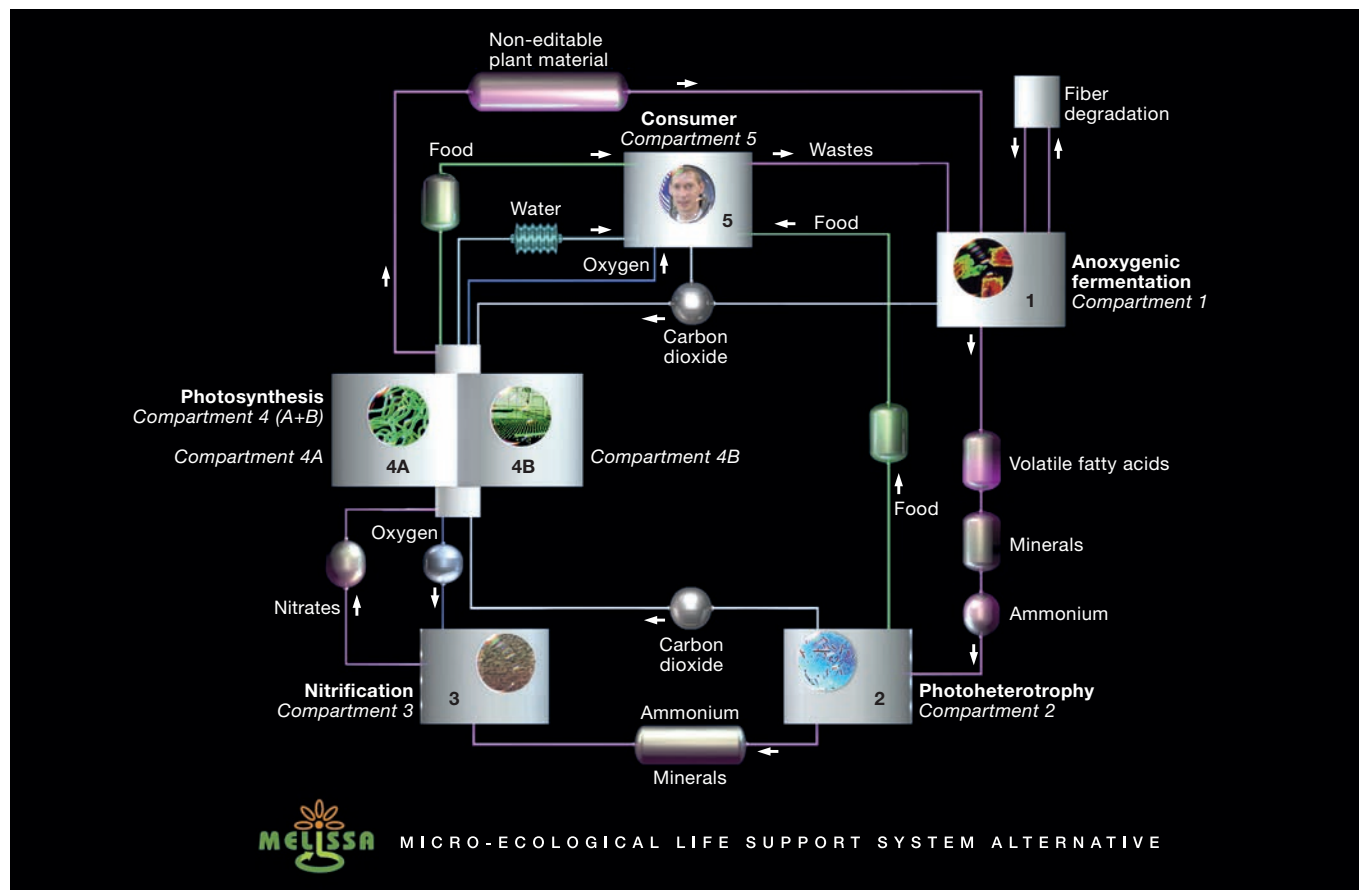 Non-editable
plant material
Fiber
degradation
Consumer
Compartment 5
Food
Wastes
Water
5
Food
Oxygen
Anoxygenic
fermentation
Compartment 1
1
Carbon
dioxide
Photosynthesis
Compartment 4 (A+B)
Compartment 4A
4A
4B
Compartment 4B
Volatile fatty acids
Food
Oxygen
Minerals
Nitrates
Ammonium
Carbon
dioxide
Nitrification
Compartment 3
3
2
Photoheterotrophy
Compartment 2
Ammonium
Minerals
MELISSA
MICRO-ECOLOGICAL LIFE SUPPORT SYSTEM ALTERNATIVE